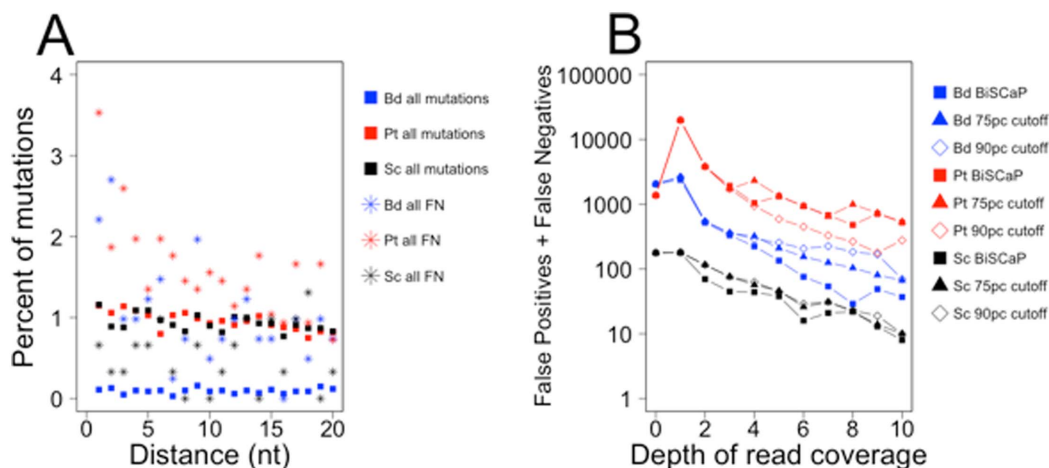 A
Percent of mutations
4
3
2
1
0
0
5
10
15
20
Distance (nt)
Bd all mutations
Pt all mutations
Sc all mutations
Bd all FN
Pt all FN
Sc all FN
B
False Positives + False Negatives
100000
10000
1000
100
10
1
0
2
4
6
8
10
Depth of read coverage
Bd BiSCaP
Bd 75pc cutoff
Bd 90pc cutoff
Pt BiSCaP
Pt 75pc cutoff
Pt 90pc cutoff
Sc BiSCaP
Sc 75pc cutoff
Sc 90pc cutoff